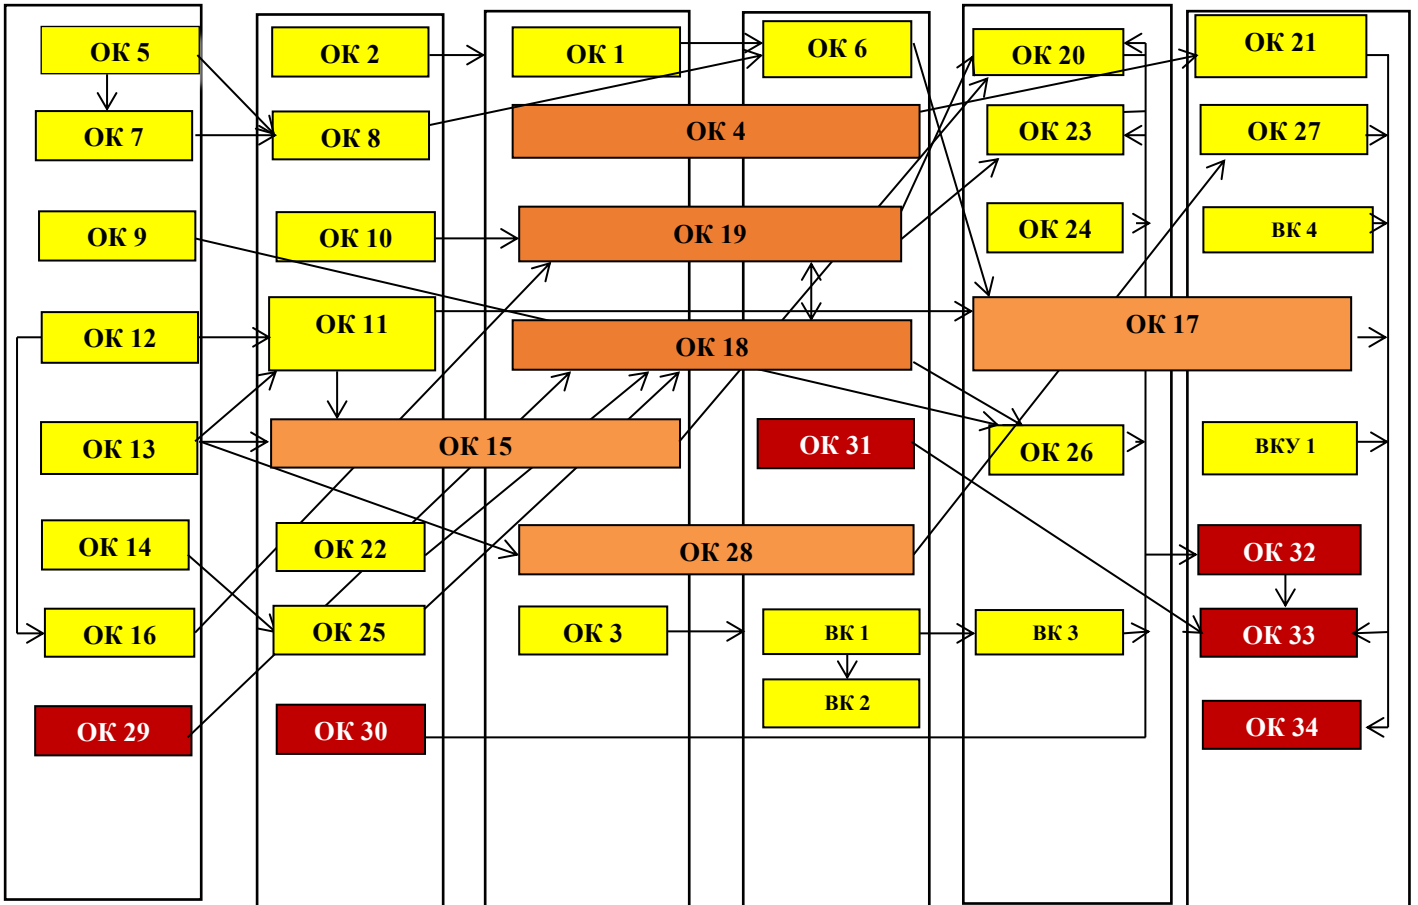 ОК 5
ОК 2
ОК 1
ОК 6
ОК 20
ОК 21
ОК 7
ОК 8
ОК 4
ОК 23
ОК 27
ОК 9
ОК 10
ОК 19
ОК 24
ВК 4
ОК 12
ОК 11
ОК 18
ОК 17
ОК 13
ОК 15
ОК 31
ОК 26
ВКУ 1
ОК 14
ОК 22
ОК 28
ОК 32
ОК 16
ОК 25
ОК 3
ВК 1
ВК 3
ОК 33
ВК 2
ОК 29
ОК 30
ОК 34